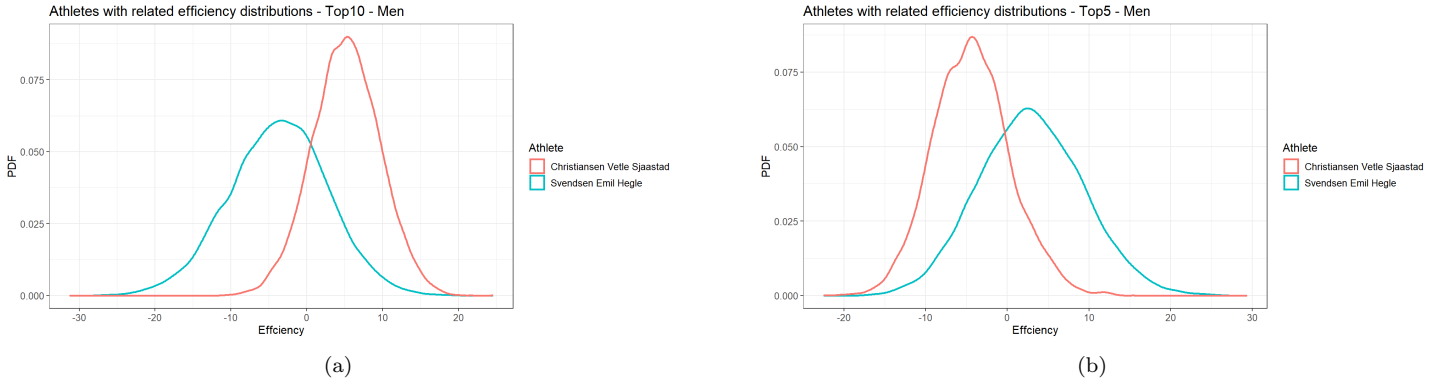 Athletes with related efficiency distributions - Top10 - Men
PDF
0.075
0.050
0.025
0.000
-30
-20
-10
0
10
20
Effciency
Athlete
Christiansen Vetle Sjaastad
Svendsen Emil Hegle
(a)
Athletes with related efficiency distributions - Top5 - Men
PDF
0.075
0.050
0.025
0.000
-20
-10
0
10
20
30
Effciency
Athlete
Christiansen Vetle Sjaastad
Svendsen Emil Hegle
(b)